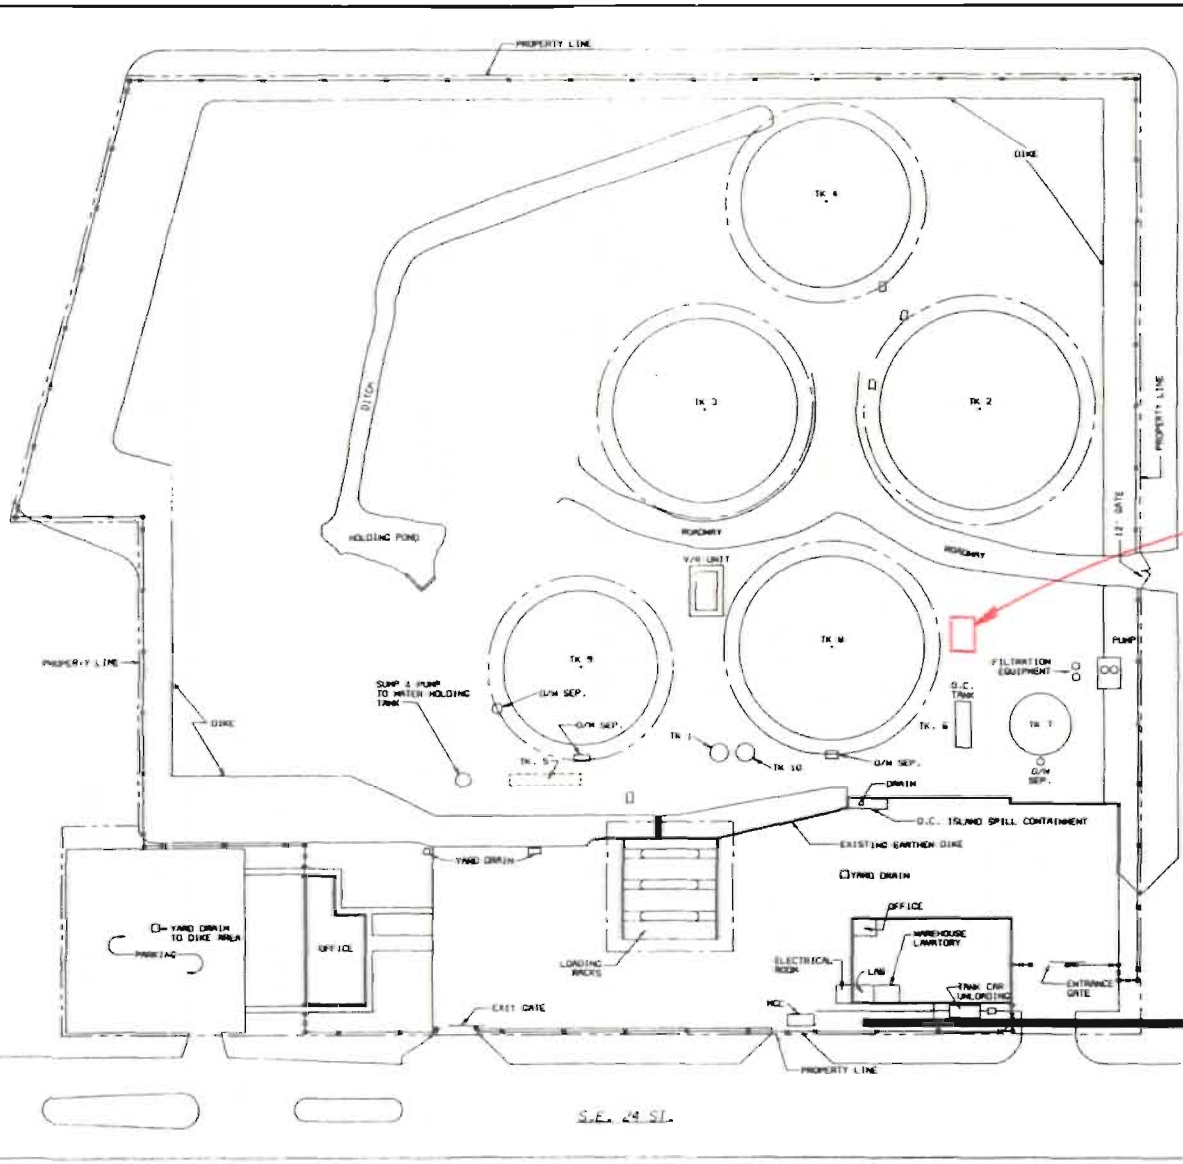 PROPERTY LINE
DIKE
TK 4
DITCH
TK 3
TK 2
PROPERTY LINE
12' GATE
ROADWAY
ROADWAY
HOLDING POND
V/R UNIT
TK 8
TK 9
PUMP
FILTRATION
EQUIPMENT
PROPERTY LINE
SUMP & PUMP
TO WATER HOLDING
TANK
O/W SEP.
O.C.
TANK
TK. 6
TK 7
DIKE
O/W SEP.
TK 1
TK. 5
TK 10
O/W SEP.
O/W
SEP.
DRAIN
O.C. ISLAND SPILL CONTAINMENT
EXISTING EARTHEN DIKE
YARD DRAIN
YARD DRAIN
OFFICE
YARD DRAIN
TO DIKE AREA
PARKING
OFFICE
WAREHOUSE
LAVATORY
LOADING
RACKS
ELECTRICAL
ROOM
LAB
TANK CAR
UNLOADING
ENTRANCE
GATE
EXIT GATE
PROPERTY LINE
S.E. 24 ST.